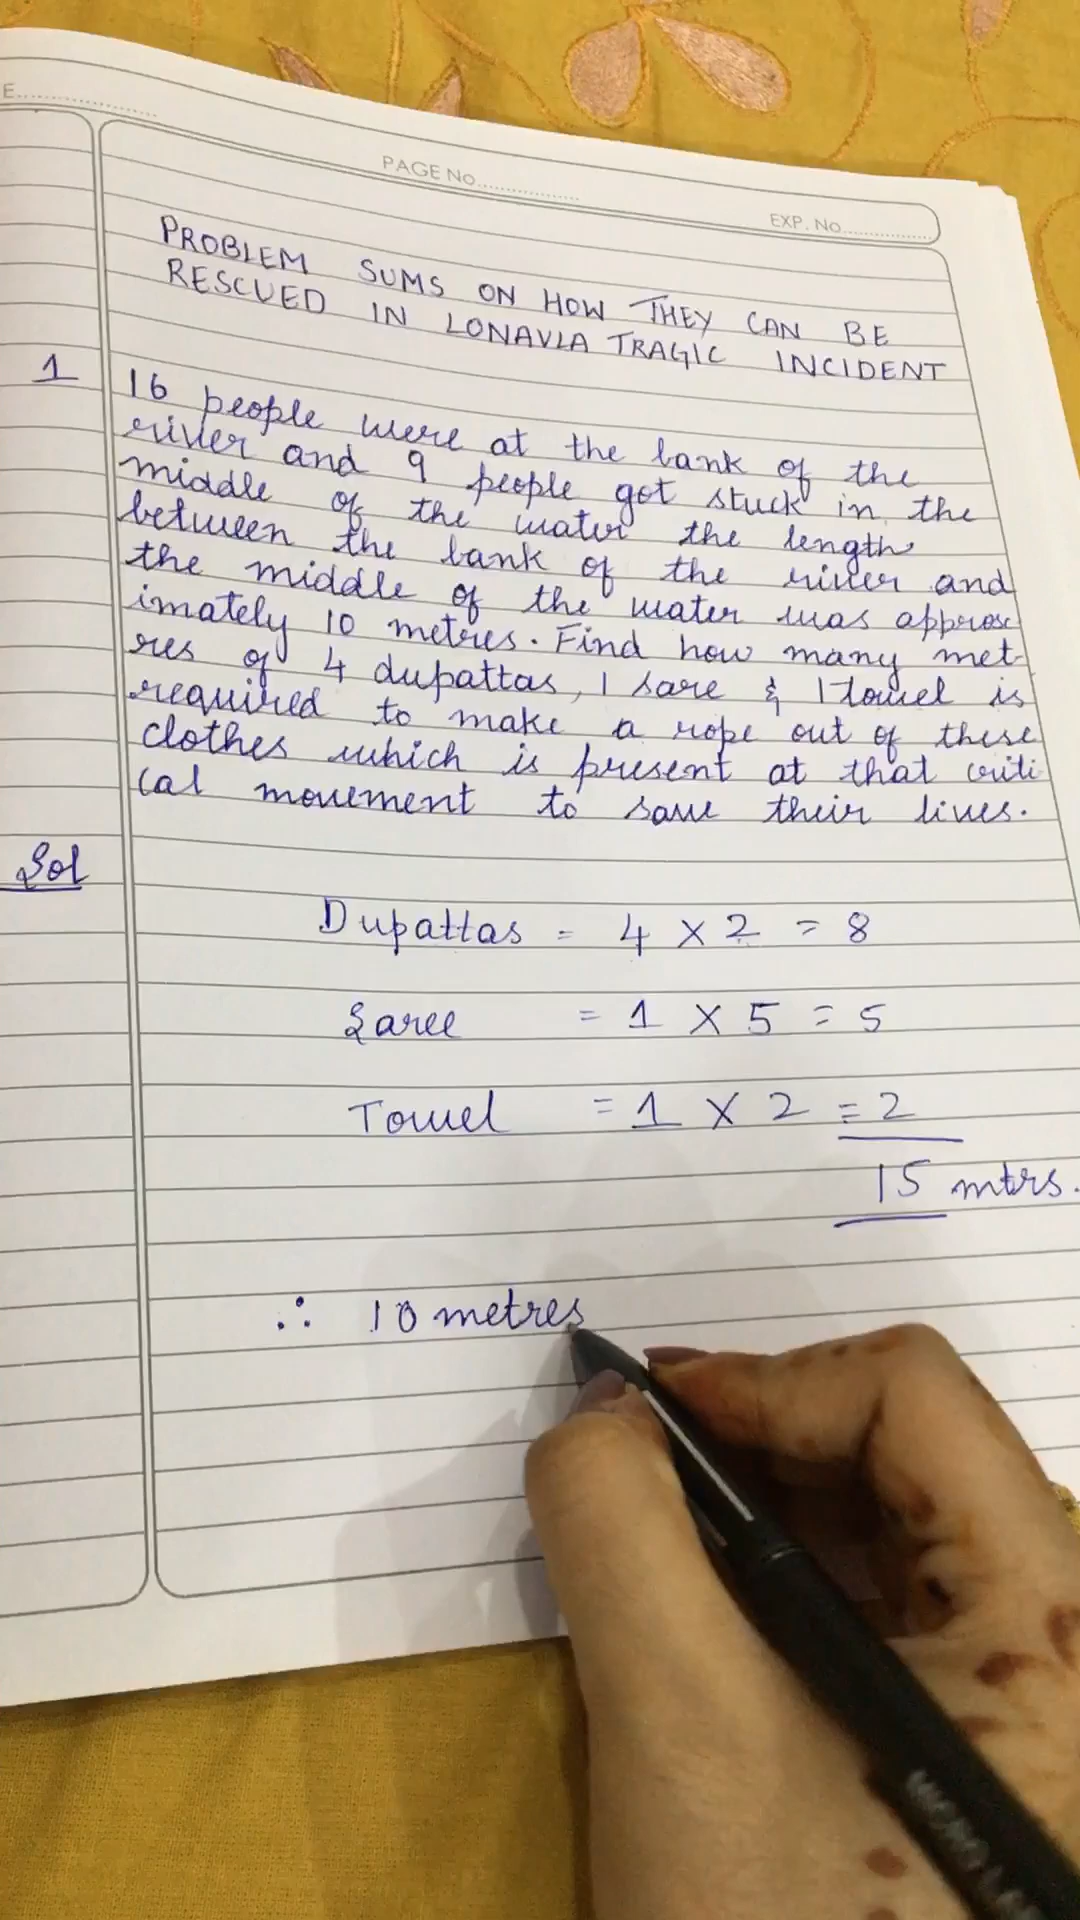 E..............................
PAGE No....................
EXP. No.................
PROBLEM SUMS ON HOW THEY CAN BE
RESCUED IN LONAVLA TRAGIC INCIDENT
1 16 people were at the bank of the
river and 9 people got stuck in the
middle of the water the length
between the bank of the river and
the middle of the water was approx
imately 10 metres. Find how many met-
res of 4 dupattas, 1 sare & 1 towel is
required to make a rope out of these
clothes which is present at that criti
cal movement to save their lives.
Sol
Dupattas = 4 X 2 = 8
Saree = 1 X 5 = 5
Towel = 1 X 2 = 2
15 mtrs.
∴ 10 metres